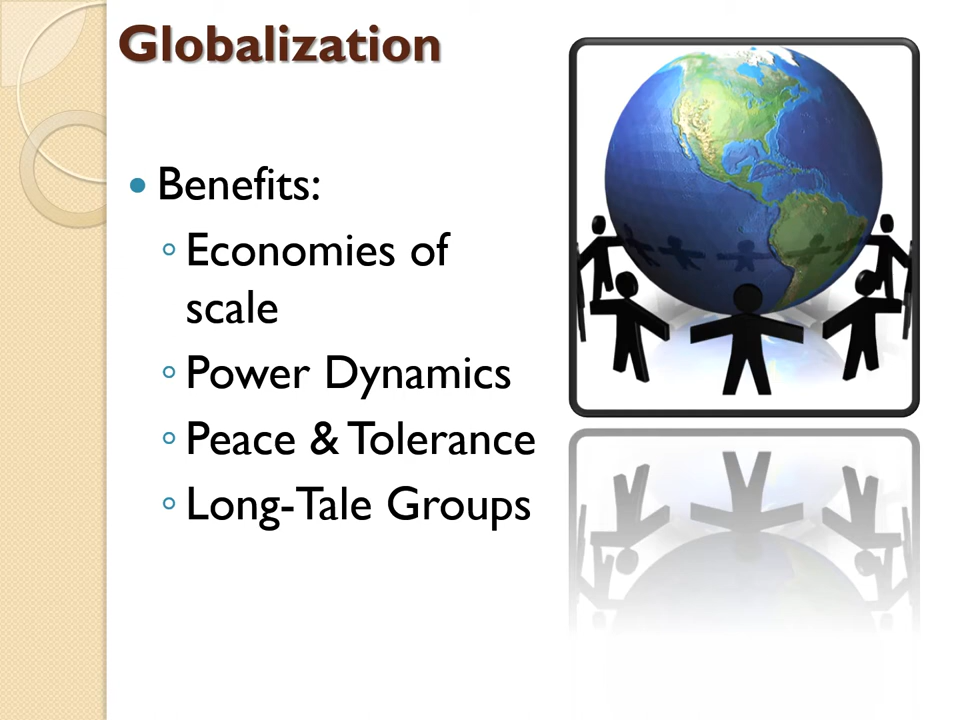 Globalization
Benefits:
Economies of
scale
Power Dynamics
Peace & Tolerance
Long-Tale Groups